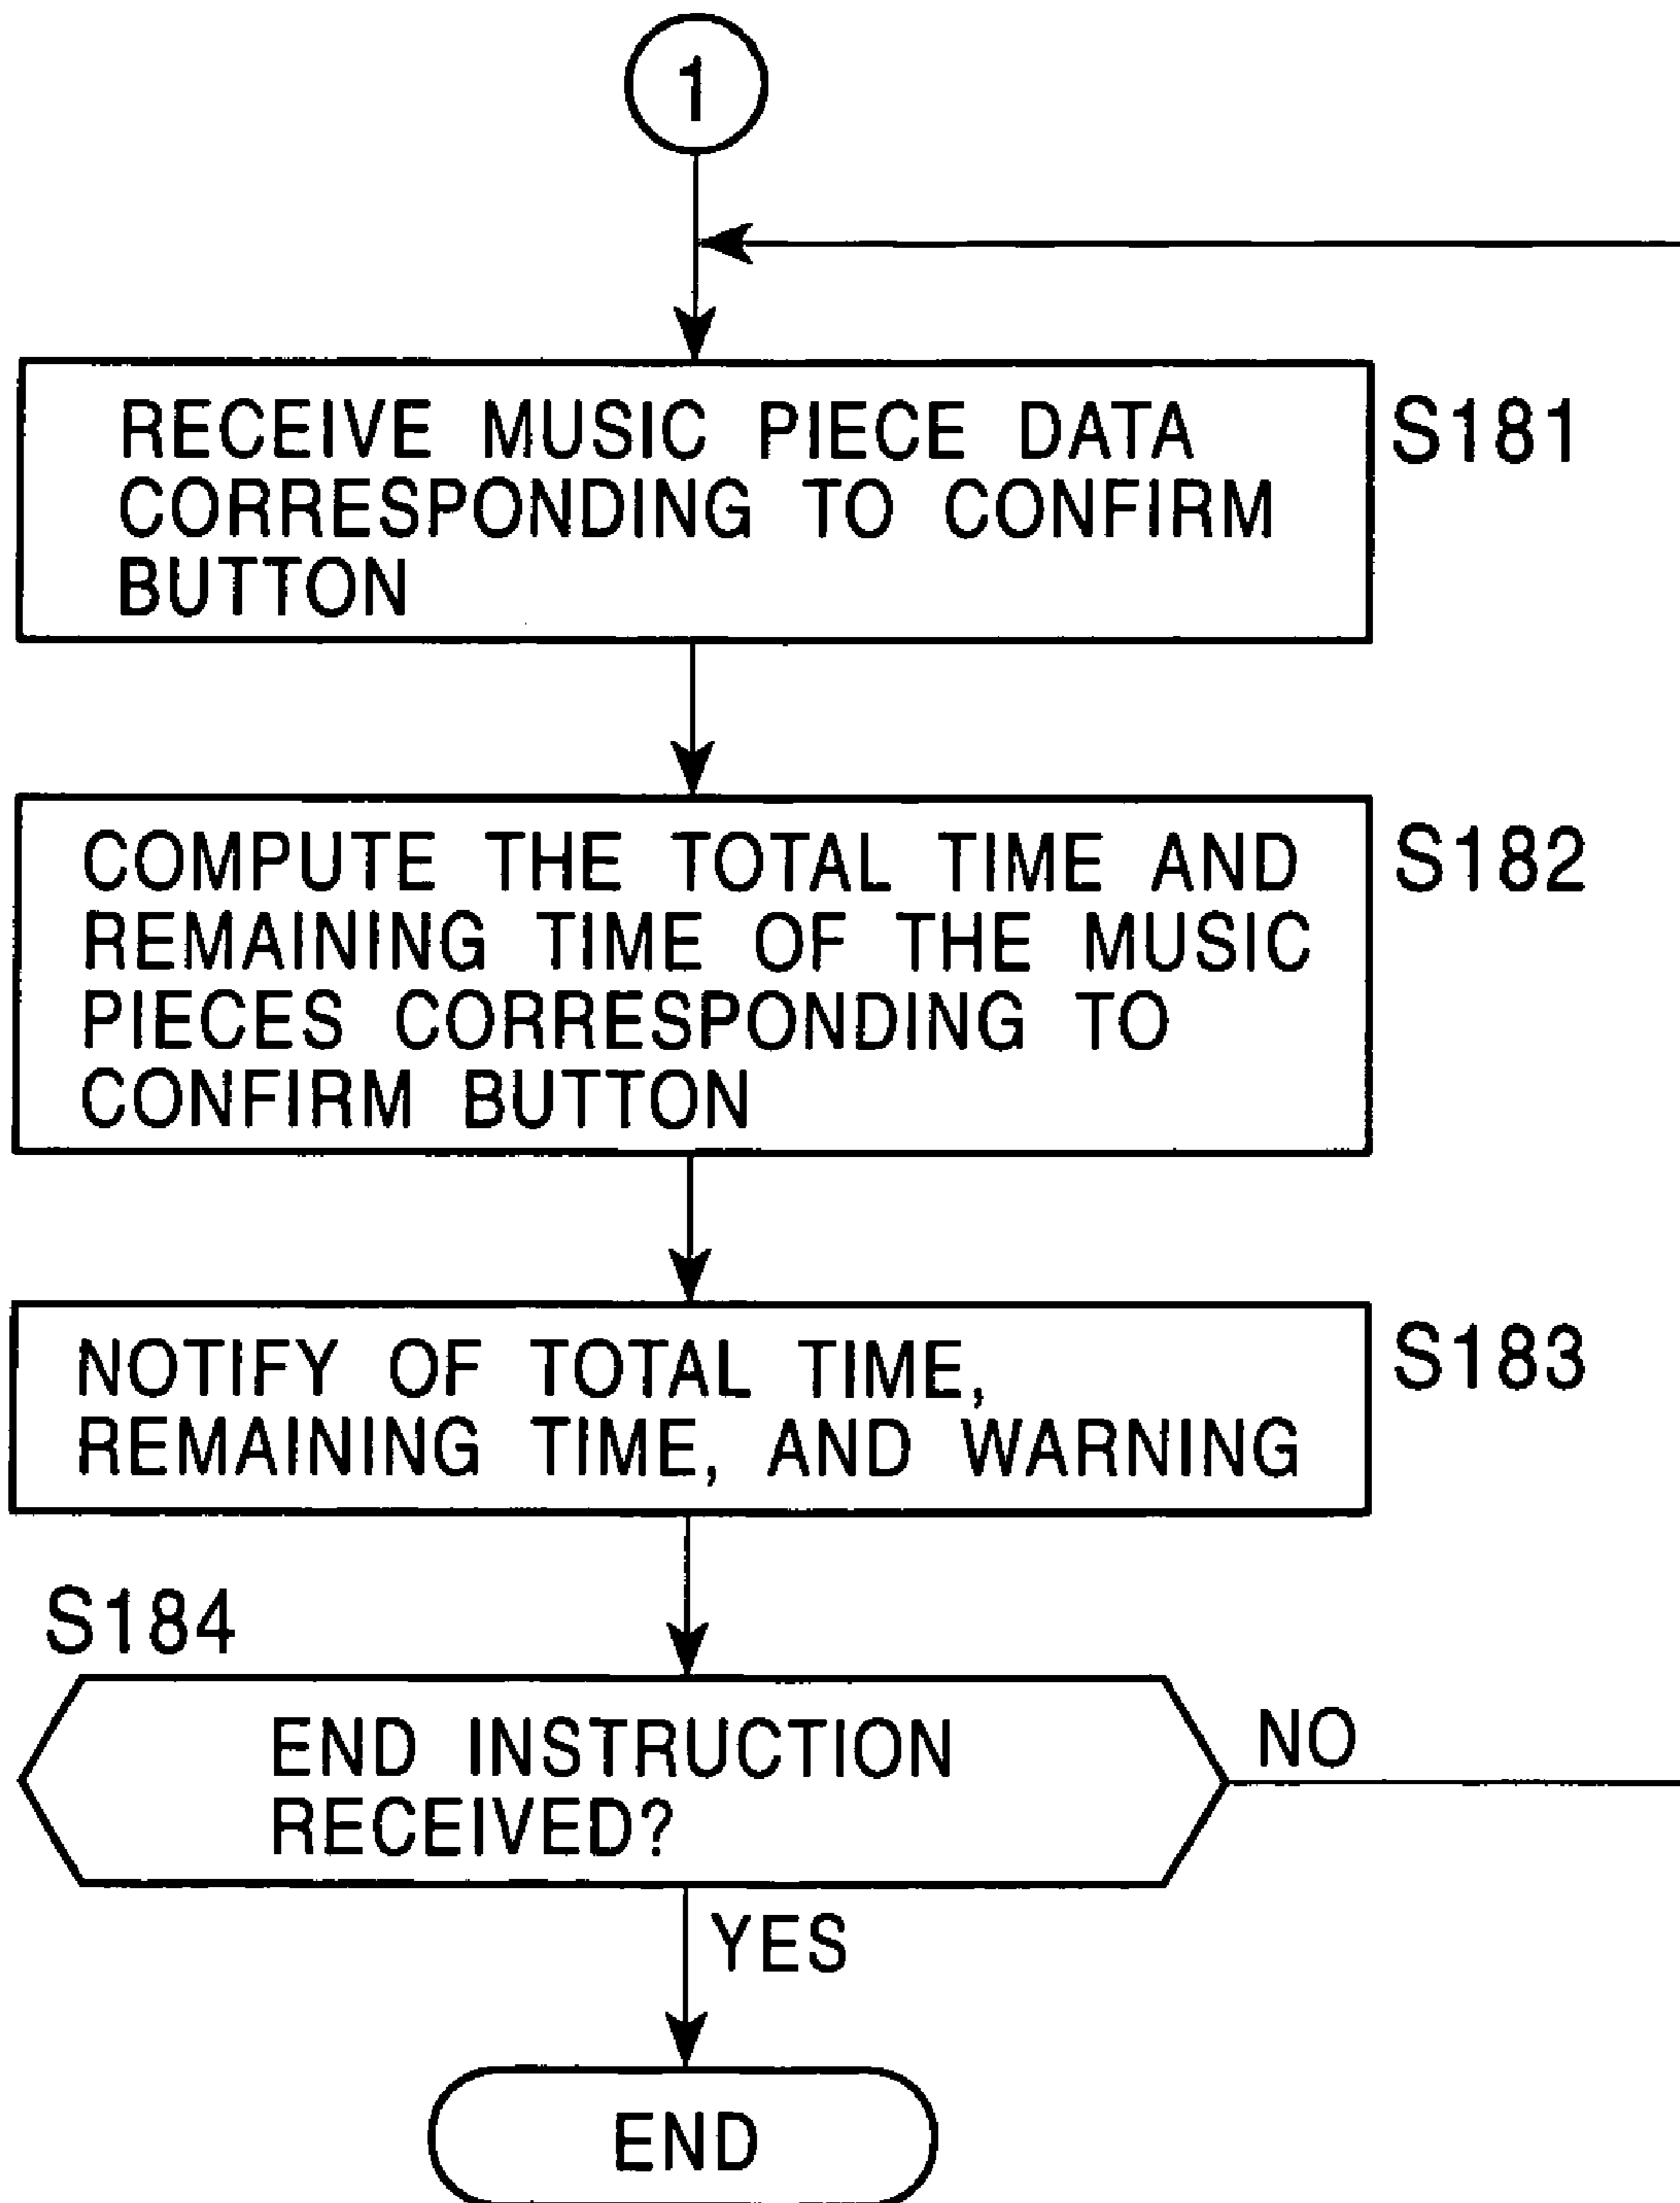 1
RECEIVE MUSIC PIECE DATA
CORRESPONDING TO CONFIRM
BUTTON
S181
COMPUTE THE TOTAL TIME AND
REMAINING TIME OF THE MUSIC
PIECES CORRESPONDING TO
CONFIRM BUTTON
S182
NOTIFY OF TOTAL TIME,
REMAINING TIME, AND WARNING
S183
S184
END INSTRUCTION
RECEIVED?
NO
YES
END